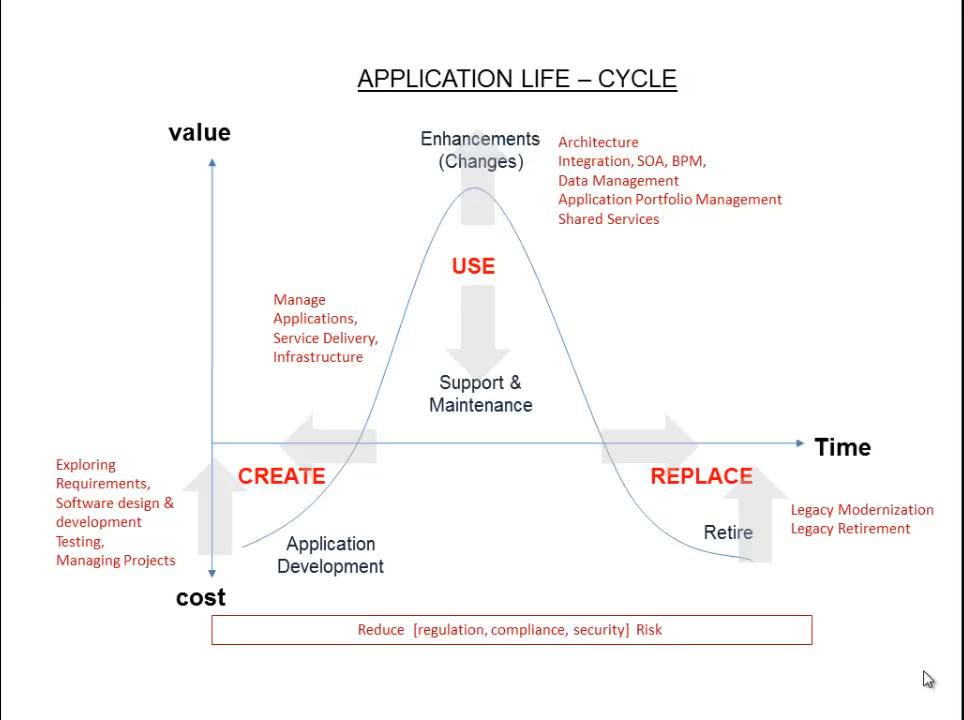 APPLICATION LIFE – CYCLE
value
Enhancements
(Changes)
Architecture
Integration, SOA, BPM,
Data Management
Application Portfolio Management
Shared Services
USE
Manage
Applications,
Service Delivery,
Infrastructure
Support &
Maintenance
Time
CREATE
REPLACE
Exploring
Requirements,
Software design &
development
Testing,
Managing Projects
Application
Development
Retire
Legacy Modernization
Legacy Retirement
cost
Reduce [regulation, compliance, security] Risk